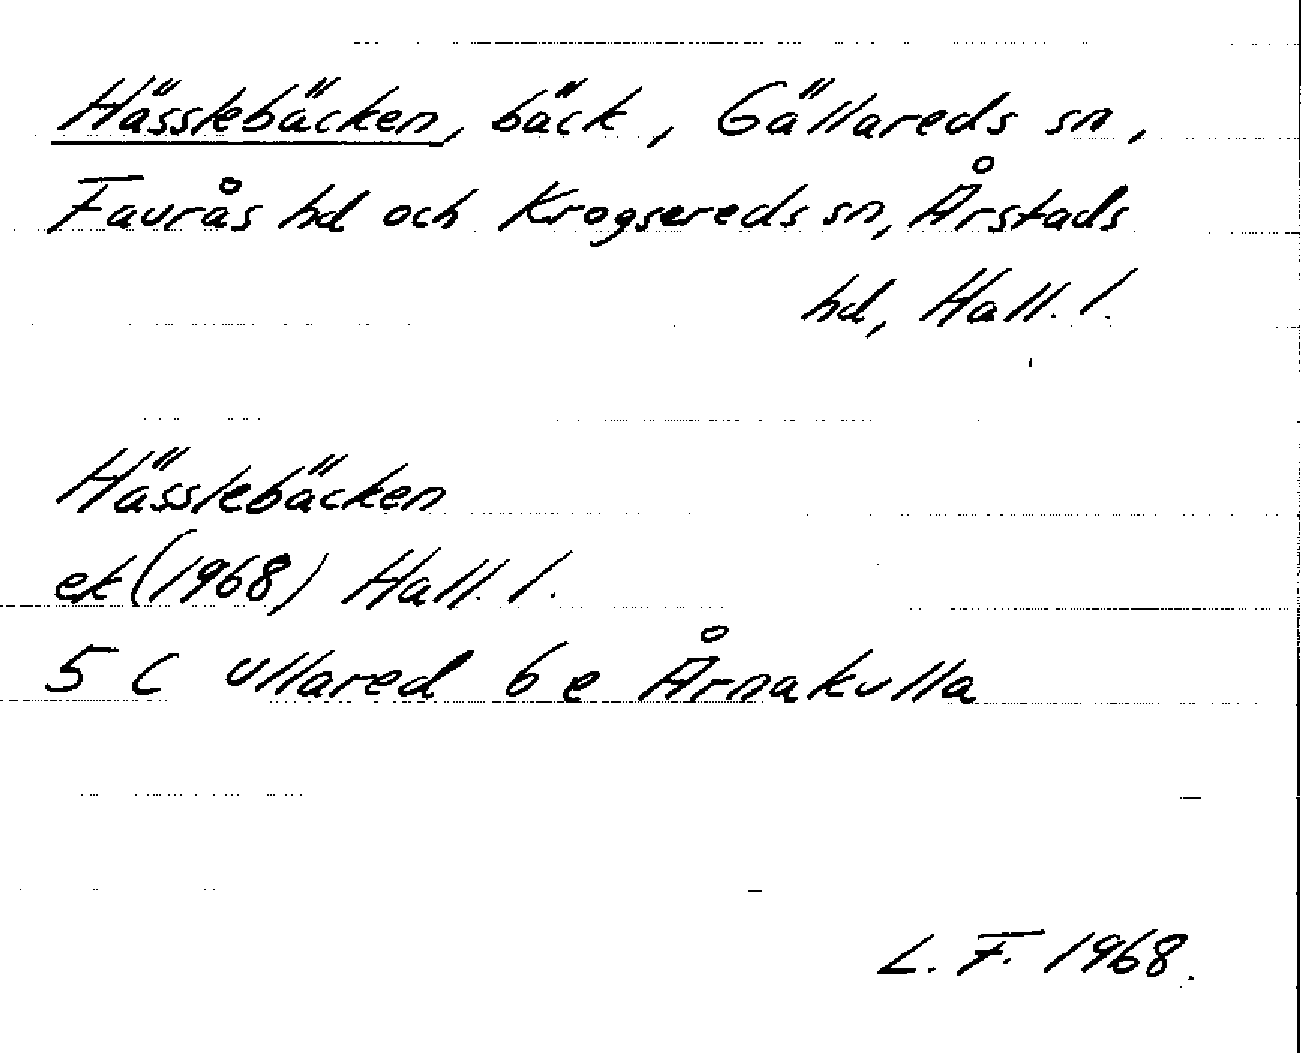 Hässlebäcken, bäck, Gällareds sn,
Faurås hd och Krogsereds sn, Årstads
hd, Hall. l.
Hässlebäcken
ek (1968) Hall. l.
5 C Ullared 6 e Årnakulla
L. F. 1968.